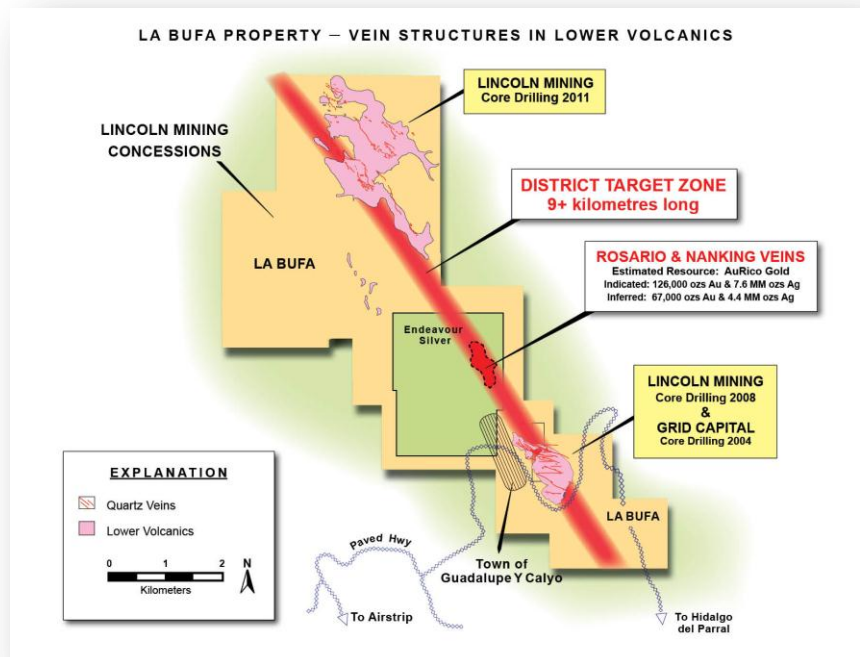 LA BUFA PROPERTY — VEIN STRUCTURES IN LOWER VOLCANICS
LINCOLN MINING
Core Drilling 2011
LINCOLN MINING
CONCESSIONS
DISTRICT TARGET ZONE
9+ kilometres long
LA BUFA
ROSARIO & NANKING VEINS
Estimated Resource: AuRico Gold
Indicated: 126,000 ozs Au & 7.6 MM ozs Ag
Inferred: 67,000 ozs Au & 4.4 MM ozs Ag
Endeavour
Silver
LINCOLN MINING
Core Drilling 2008
&
GRID CAPITAL
Core Drilling 2004
EXPLANATION
Quartz Veins
Lower Volcanics
0 1 2
Kilometers
N
LA BUFA
Paved Hwy
Town of
Guadalupe Y Calyo
To Airstrip
To Hidalgo
del Parral